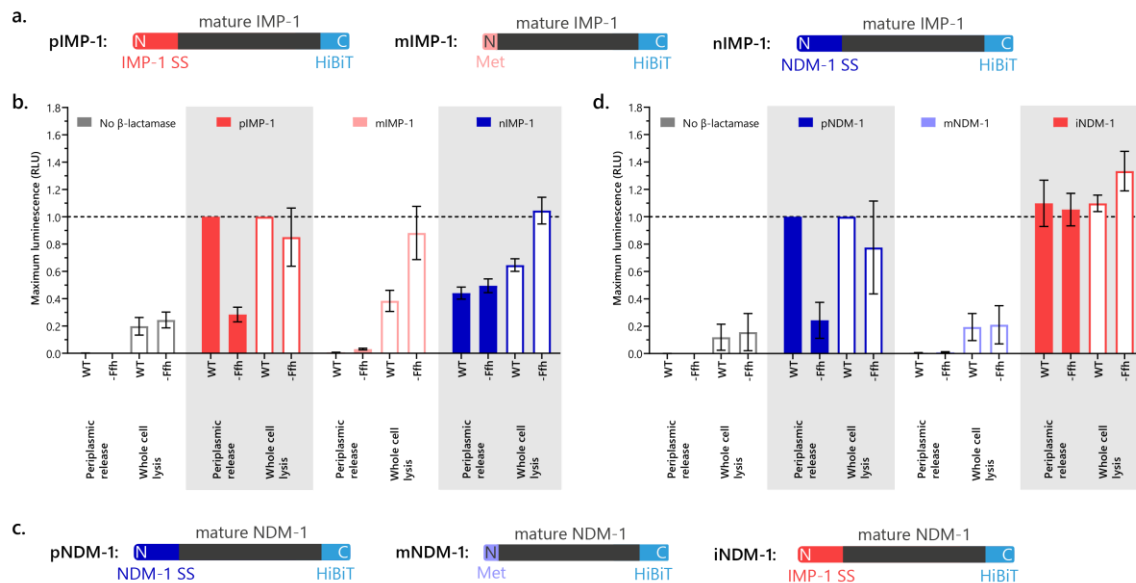 a.
mature IMP-1
pIMP-1:
N
C
IMP-1 SS
HiBiT
mature IMP-1
mIMP-1:
N
C
Met
HiBiT
mature IMP-1
nIMP-1:
N
C
NDM-1 SS
HiBiT
b.
No β-lactamase
pIMP-1
mIMP-1
nIMP-1
Maximum luminescence (RLU)
1.8
1.6
1.4
1.2
1.0
0.8
0.6
0.4
0.2
0.0
WT
-Ffh
WT
-Ffh
WT
-Ffh
WT
-Ffh
WT
-Ffh
WT
-Ffh
WT
-Ffh
WT
-Ffh
Periplasmic
release
Whole cell
lysis
Periplasmic
release
Whole cell
lysis
Periplasmic
release
Whole cell
lysis
Periplasmic
release
Whole cell
lysis
d.
No β-lactamase
pNDM-1
mNDM-1
iNDM-1
Maximum luminescence (RLU)
1.8
1.6
1.4
1.2
1.0
0.8
0.6
0.4
0.2
0.0
WT
-Ffh
WT
-Ffh
WT
-Ffh
WT
-Ffh
WT
-Ffh
WT
-Ffh
WT
-Ffh
WT
-Ffh
Periplasmic
release
Whole cell
lysis
Periplasmic
release
Whole cell
lysis
Periplasmic
release
Whole cell
lysis
Periplasmic
release
Whole cell
lysis
c.
mature NDM-1
pNDM-1:
N
C
NDM-1 SS
HiBiT
mature NDM-1
mNDM-1:
N
C
Met
HiBiT
mature NDM-1
iNDM-1:
N
C
IMP-1 SS
HiBiT